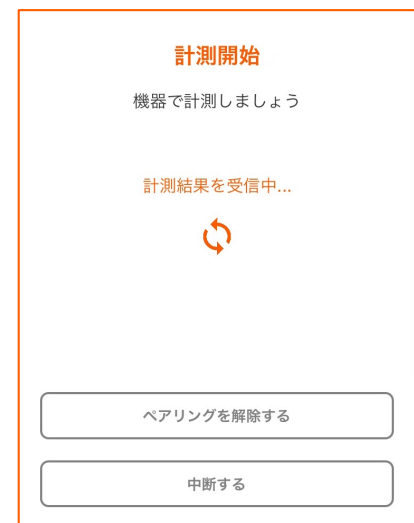 計測開始
機器で計測しましょう
計測結果を受信中...
ペアリングを解除する
中断する